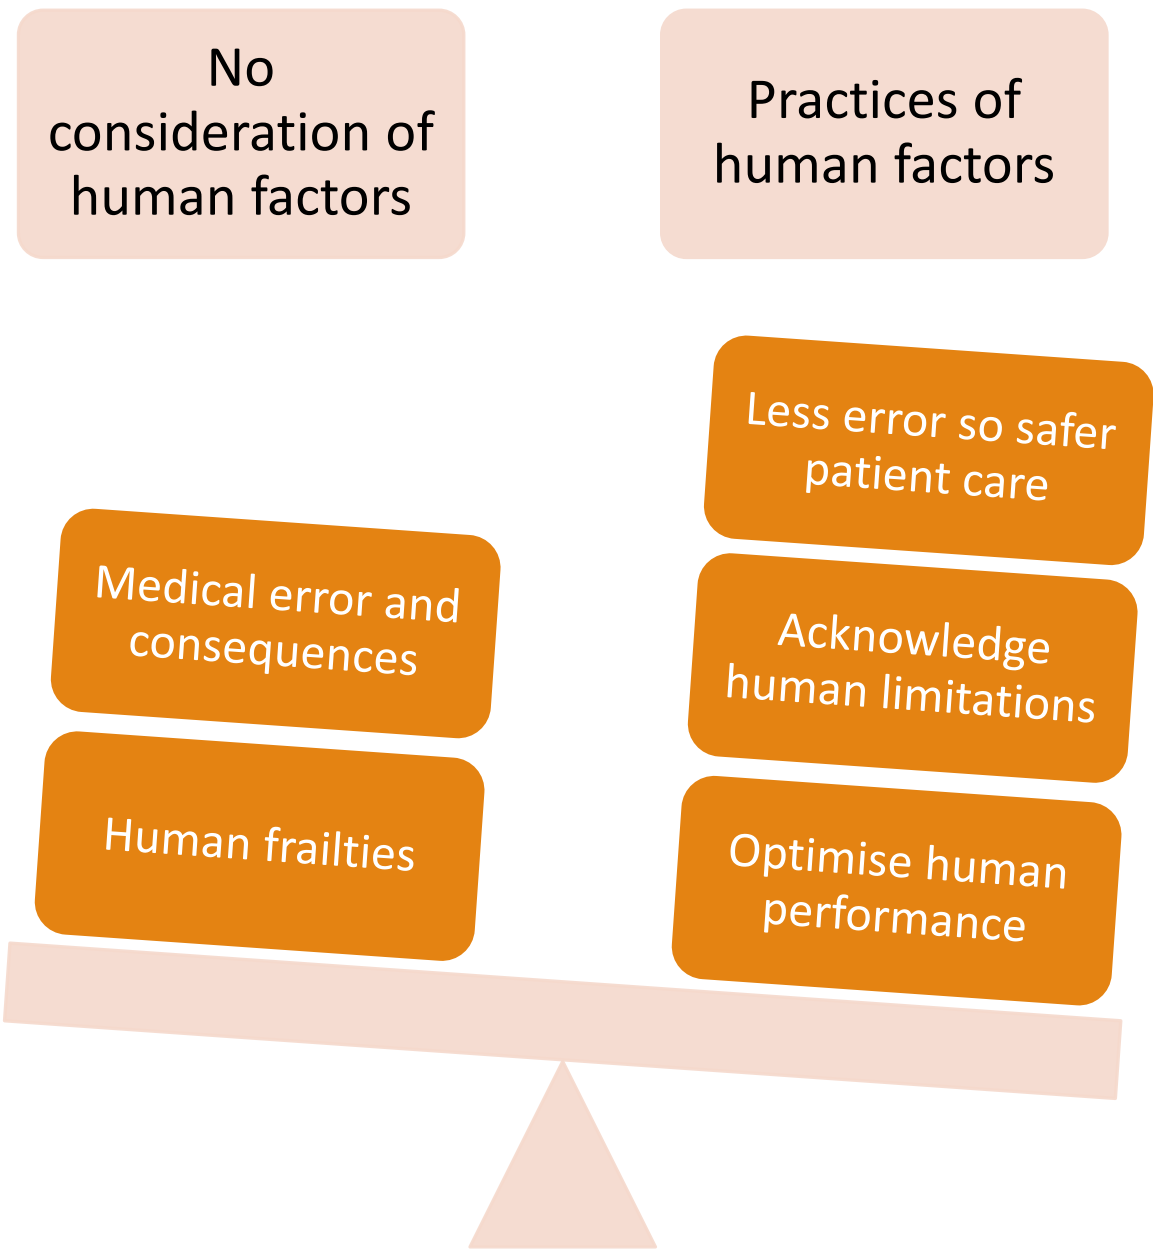 No
consideration of
human factors
Practices of
human factors
Less error so safer
patient care
Acknowledge
human limitations
Optimise human
performance
Medical error and
consequences
Human frailties